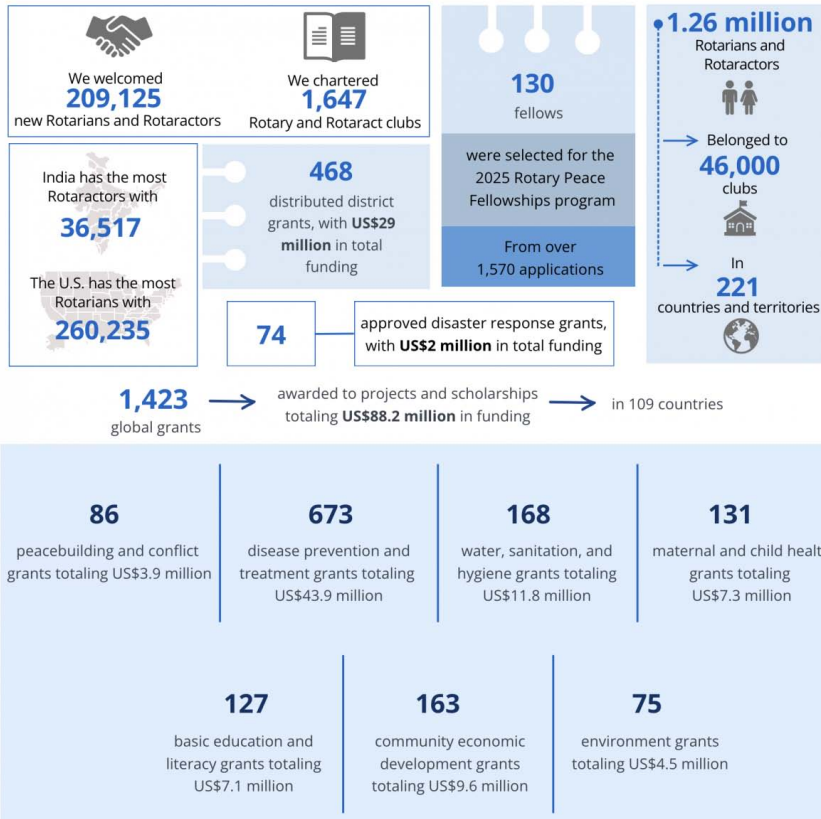 We welcomed
209,125
new Rotarians and Rotaractors
We chartered
1,647
Rotary and Rotaract clubs
130
fellows
were selected for the
2025 Rotary Peace
Fellowships program
From over
1,570 applications
1.26 million
Rotarians and
Rotaractors
Belonged to
46,000
clubs
In
221
countries and territories
India has the most
Rotaractors with
36,517
The U.S. has the most
Rotarians with
260,235
468
distributed district
grants, with US$29
million in total
funding
74
approved disaster response grants,
with US$2 million in total funding
1,423
global grants
awarded to projects and scholarships
totaling US$88.2 million in funding
in 109 countries
86
peacebuilding and conflict
grants totaling US$3.9 million
673
disease prevention and
treatment grants totaling
US$43.9 million
168
water, sanitation, and
hygiene grants totaling
US$11.8 million
131
maternal and child healt
grants totaling
US$7.3 million
127
basic education and
literacy grants totaling
US$7.1 million
163
community economic
development grants
totaling US$9.6 million
75
environment grants
totaling US$4.5 million